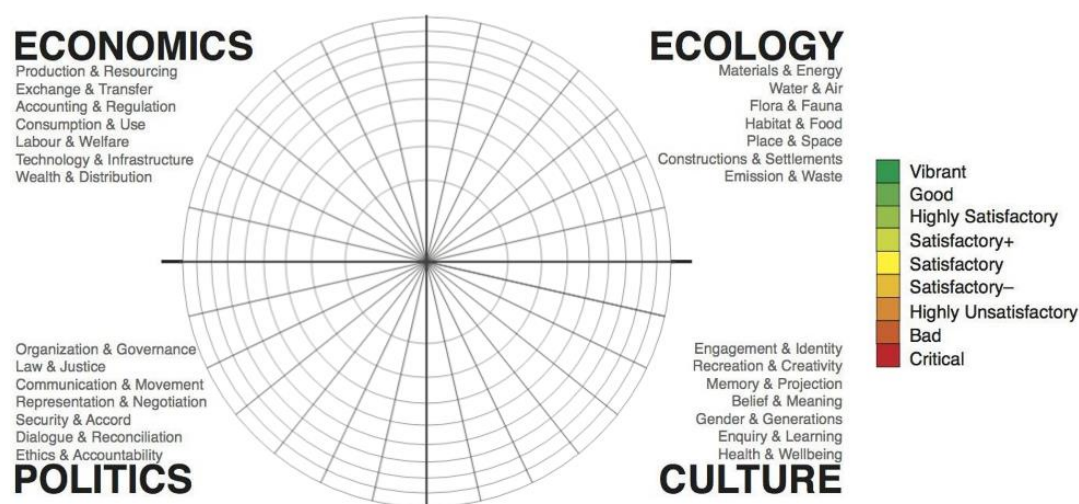 ECONOMICS
Production & Resourcing
Exchange & Transfer
Accounting & Regulation
Consumption & Use
Labour & Welfare
Technology & Infrastructure
Wealth & Distribution
ECOLOGY
Materials & Energy
Water & Air
Flora & Fauna
Habitat & Food
Place & Space
Constructions & Settlements
Emission & Waste
Vibrant
Good
Highly Satisfactory
Satisfactory+
Satisfactory
Satisfactory–
Highly Unsatisfactory
Bad
Critical
Organization & Governance
Law & Justice
Communication & Movement
Representation & Negotiation
Security & Accord
Dialogue & Reconciliation
Ethics & Accountability
POLITICS
Engagement & Identity
Recreation & Creativity
Memory & Projection
Belief & Meaning
Gender & Generations
Enquiry & Learning
Health & Wellbeing
CULTURE